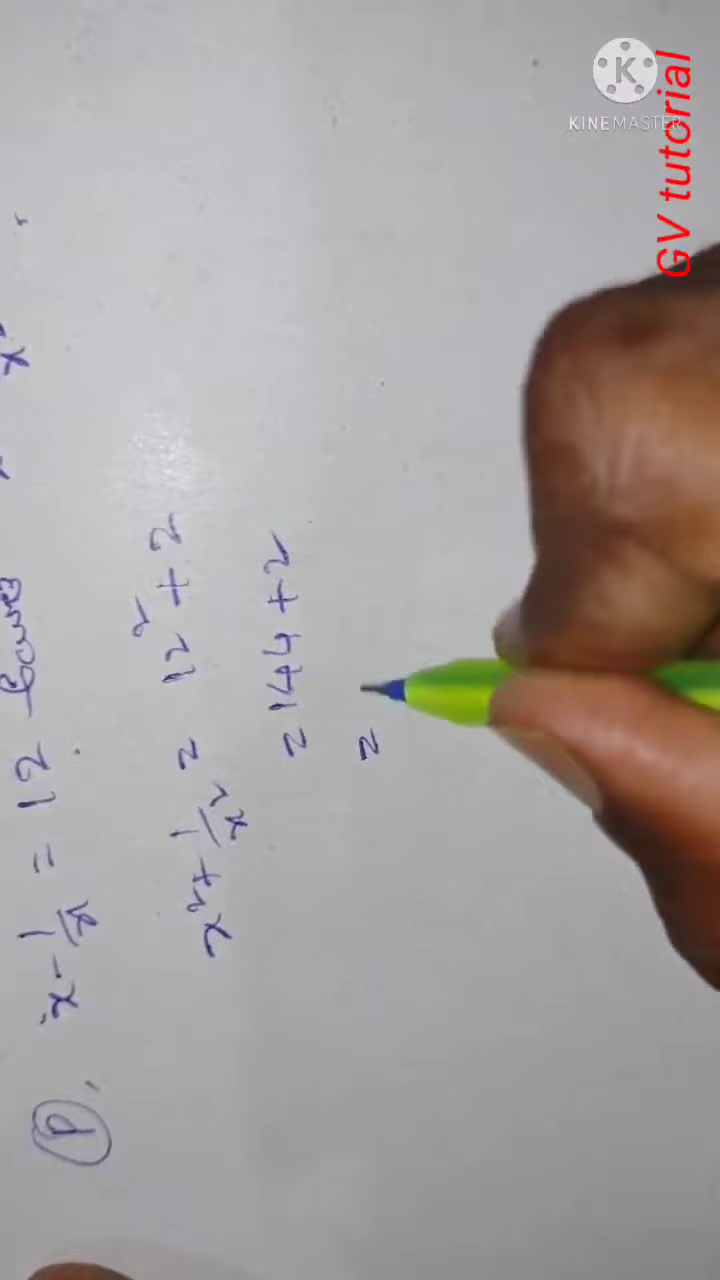 KINEMASTER
GV tutorial
P. x - 1/x = 12
x² + 1/x² = 12² + 2
= 144 + 2
=